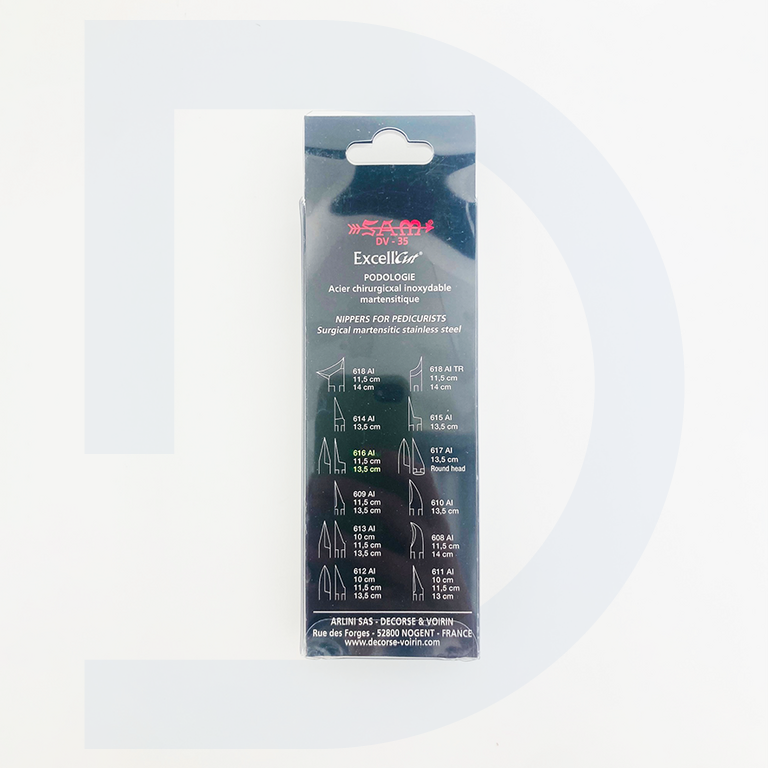 SAM
DV - 35
Excell'Cut®
PODOLOGIE
Acier chirurgicxal inoxydable
martensitique
NIPPERS FOR PEDICURISTS
Surgical martensitic stainless steel
618 AI
11,5 cm
14 cm
618 AI TR
11,5 cm
14 cm
614 AI
13,5 cm
615 AI
13,5 cm
616 AI
11,5 cm
13,5 cm
617 AI
13,5 cm
Round head
609 AI
11,5 cm
13,5 cm
610 AI
13,5 cm
613 AI
10 cm
11,5 cm
13,5 cm
608 AI
11,5 cm
14 cm
612 AI
10 cm
11,5 cm
13,5 cm
611 AI
10 cm
11,5 cm
13 cm
ARLINI SAS - DECORSE & VOIRIN
Rue des Forges - 52800 NOGENT - FRANCE
www.decorse-voirin.com